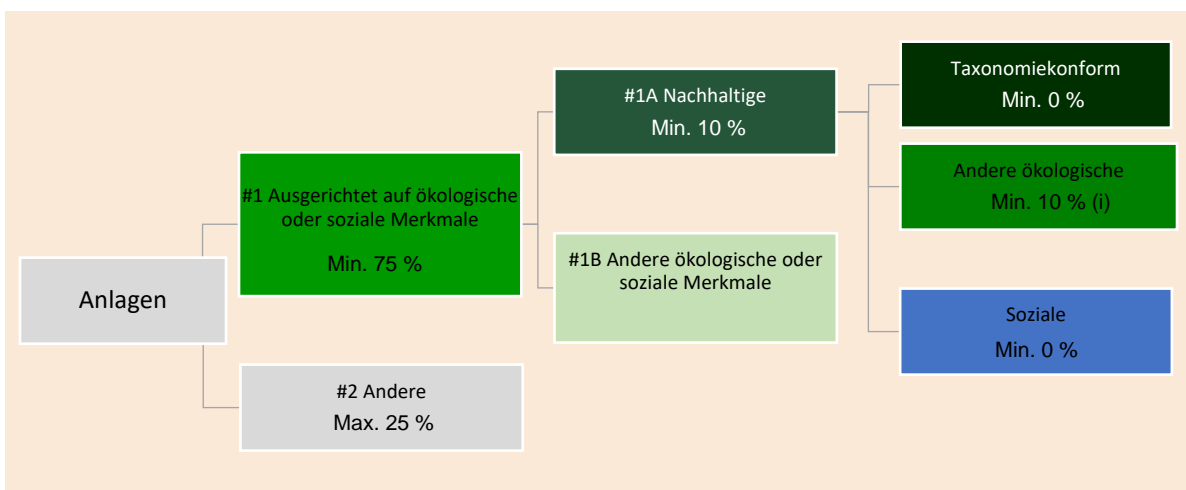 Anlagen
#1 Ausgerichtet auf ökologische
oder soziale Merkmale
Min. 75 %
#2 Andere
Max. 25 %
#1A Nachhaltige
Min. 10 %
#1B Andere ökologische oder
soziale Merkmale
Taxonomiekonform
Min. 0 %
Andere ökologische
Min. 10 % (i)
Soziale
Min. 0 %